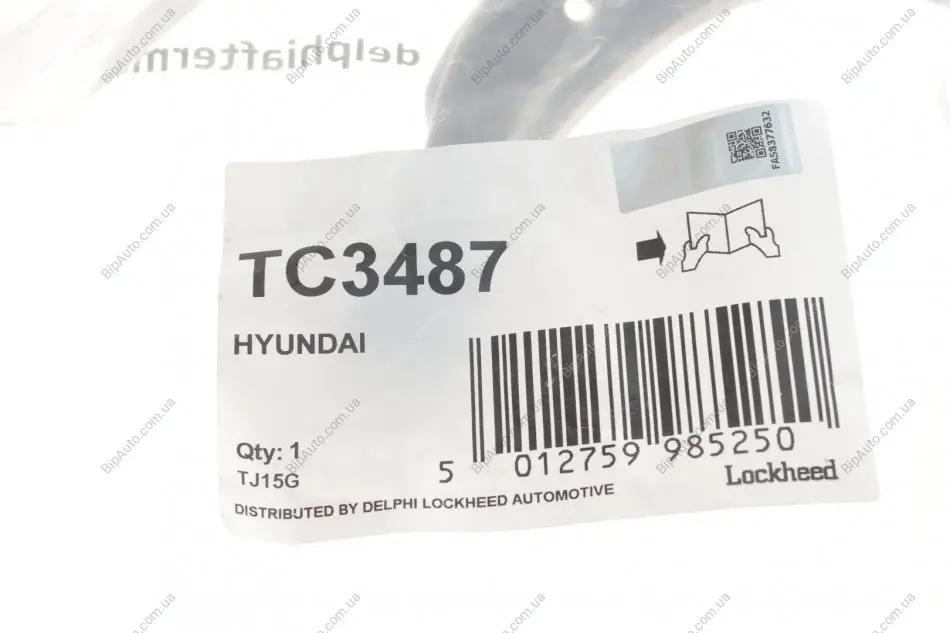 delphiafterm
FA58377632
TC3487
HYUNDAI
Qty: 1
TJ15G
5 012759 985250
Lockheed
DISTRIBUTED BY DELPHI LOCKHEED AUTOMOTIVE
BipAuto.com.ua